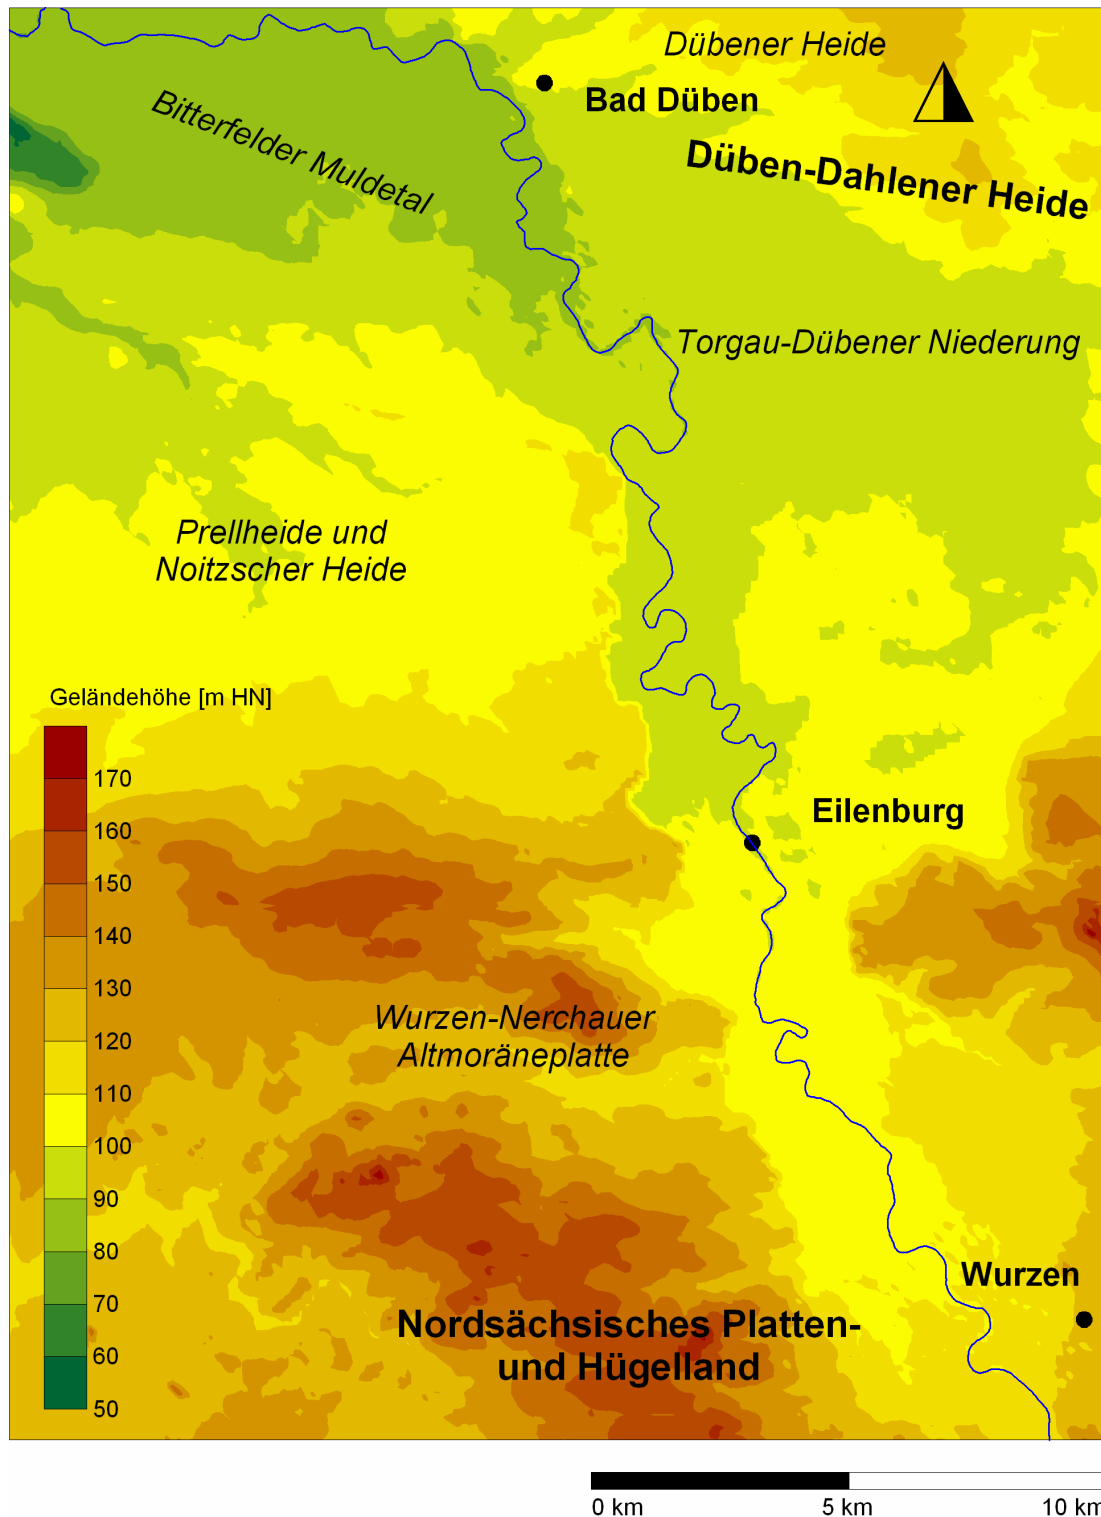 Dübener Heide
Bad Düben
Bitterfelder Muldetal
Düben-Dahlener Heide
Torgau-Dübener Niederung
Prellheide und
Noitzscher Heide
Geländehöhe [m HN]
170
160
150
140
130
120
110
100
90
80
70
60
50
Eilenburg
Wurzen-Nerchauer
Altmoräneplatte
Wurzen
Nordsächsisches Platten-
und Hügelland
0 km
5 km
10 km